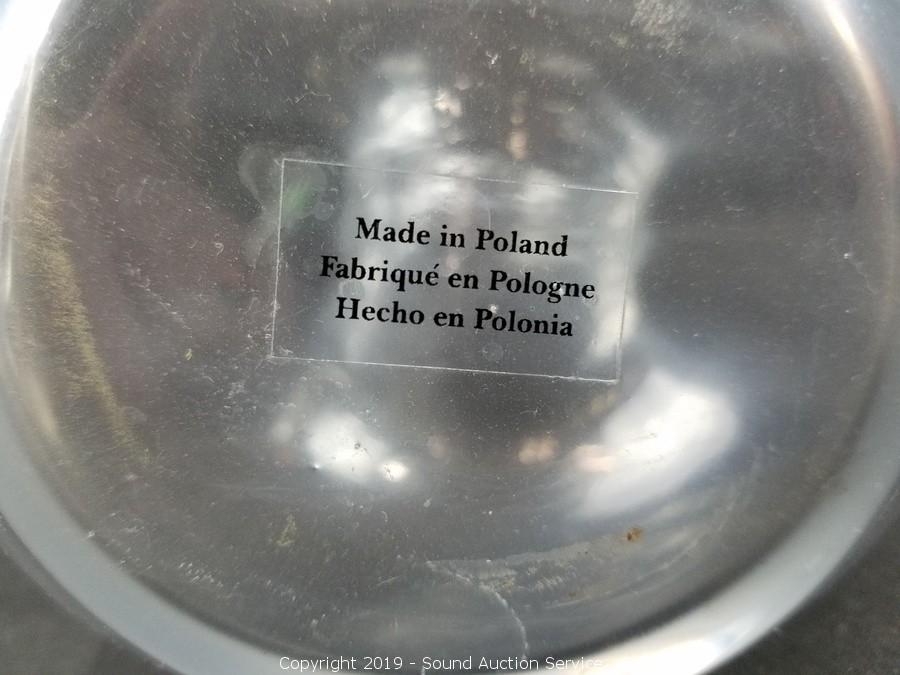 Made in Poland
Fabriqué en Pologne
Hecho en Polonia
Copyright 2019 - Sound Auction Service